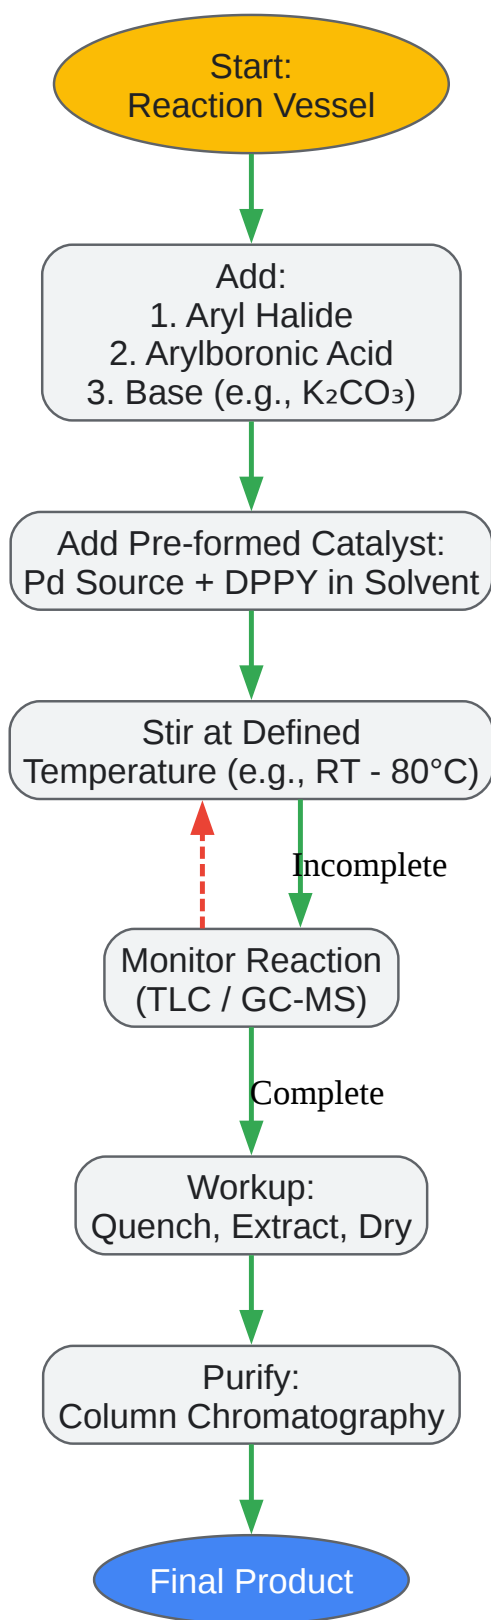 Start:
Reaction Vessel
Add:
1. Aryl Halide
2. Arylboronic Acid
3. Base (e.g., K₂CO₃)
Add Pre-formed Catalyst:
Pd Source + DPPY in Solvent
Stir at Defined
Temperature (e.g., RT - 80°C)
Incomplete
Monitor Reaction
(TLC / GC-MS)
Complete
Workup:
Quench, Extract, Dry
Purify:
Column Chromatography
Final Product